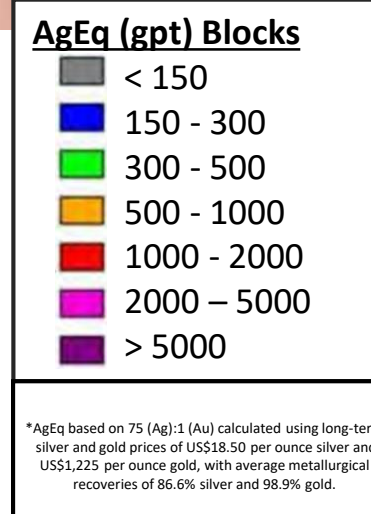 AgEq (gpt) Blocks
< 150
150 - 300
300 - 500
500 - 1000
1000 - 2000
2000 – 5000
> 5000
*AgEq based on 75 (Ag):1 (Au) calculated using long-ter
silver and gold prices of US$18.50 per ounce silver and
US$1,225 per ounce gold, with average metallurgical
recoveries of 86.6% silver and 98.9% gold.